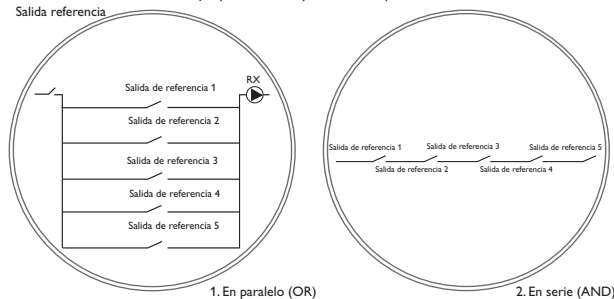 Salida referencia
RX
Salida de referencia 1
Salida de referencia 2
Salida de referencia 3
Salida de referencia 4
Salida de referencia 5
1. En paralelo (OR)
Salida de referencia 1
Salida de referencia 3
Salida de referencia 5
Salida de referencia 2
Salida de referencia 4
2. En serie (AND)